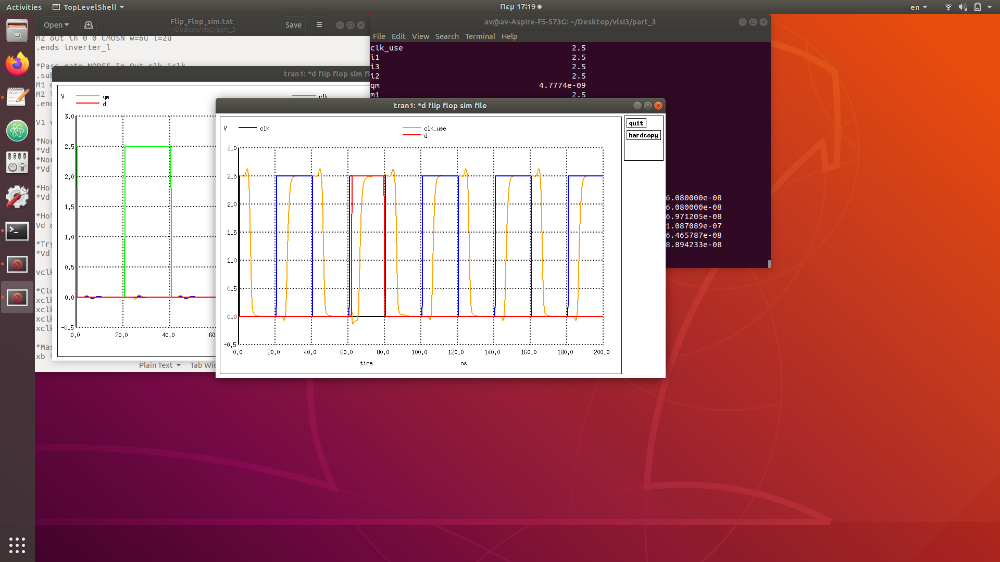 Activities
TopLevelShell
Πεμ 17:19
en
Open
Flip_Flop_sim.txt
~/Desktop/vlsi3/part_3
Save
M2 out in 0 0 CMOSN w=6u l=2u
.ends inverter_l
*Pass gate NODES In Out clk iclk
.su
M1
M2
.en
V1
*Nor
*Vd
*Nor
*Vd
*Hol
*Vd
*Hol
Vd
*Try
*Vd
vclk
*Clo
xclk
xclk
xclk
xclk
*Mas
xb
Plain Text
Tab Wi
tran1: *d flip flop sim fi
V
qm
d
clk
3.0
2.5
2.0
1.5
1.0
0.5
0.0
-0.5
0.0
20.0
40.0
60
av@av-Aspire-F5-573G: ~/Desktop/vlsi3/part_3
File Edit View Search Terminal Help
clk_use 2.5
i1 2.5
i3 2.5
i2 2.5
qm 4.7774e-09
m1 2.5
6.080000e-08
6.080000e-08
6.971205e-08
1.087089e-07
6.465787e-08
8.894233e-08
tran1: *d flip flop sim file
V
clk
clk_use
d
quit
hardcopy
3.0
2.5
2.0
1.5
1.0
0.5
0.0
-0.5
0.0
20.0
40.0
60.0
80.0
100.0
120.0
140.0
160.0
180.0
200.0
time
ns